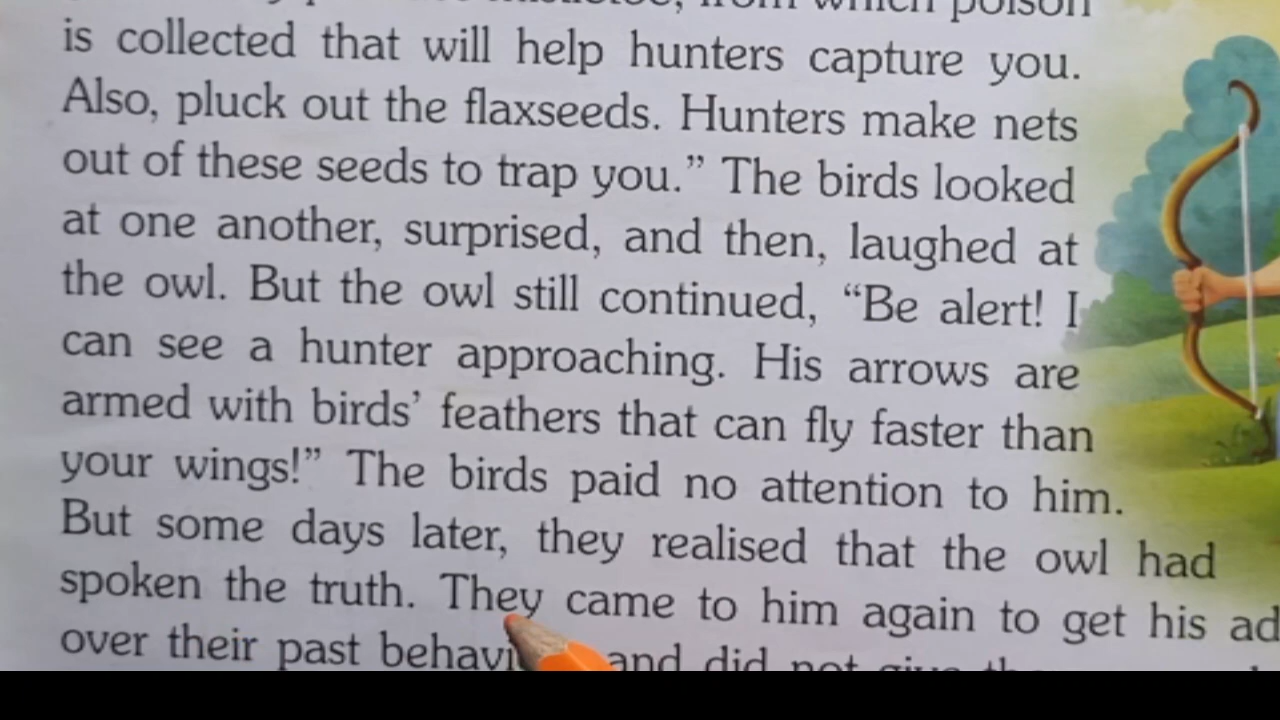 from which poison
is collected that will help hunters capture you.
Also, pluck out the flaxseeds. Hunters make nets
out of these seeds to trap you.” The birds looked
at one another, surprised, and then, laughed at
the owl. But the owl still continued, “Be alert! I
can see a hunter approaching. His arrows are
armed with birds’ feathers that can fly faster than
your wings!” The birds paid no attention to him.
But some days later, they realised that the owl had
spoken the truth. They came to him again to get his ad
over their past behavi and did not give